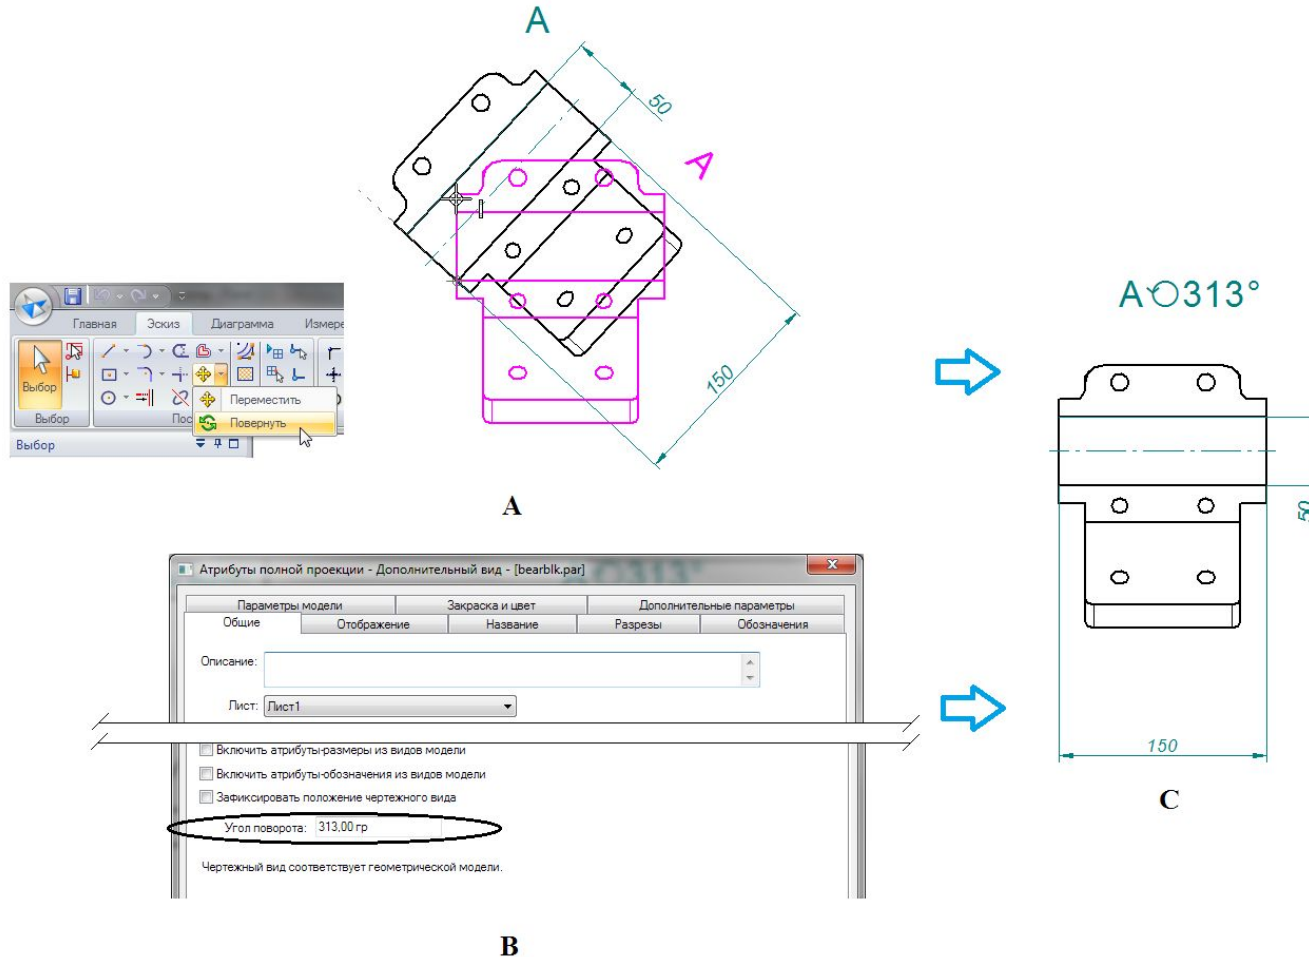 A
50
A
150
A
Главная Эскиз Диаграмма Измере
Выбор
Переместить
Повернуть
Выбор Пос
Выбор
A
Атрибуты полной проекции - Дополнительный вид - [bearblk.par]
Параметры модели Закраска и цвет Дополнительные параметры
Общие Отображение Название Разрезы Обозначения
Описание:
Лист: Лист1
Включить атрибуты-размеры из видов модели
Включить атрибуты-обозначения из видов модели
Зафиксировать положение чертежного вида
Угол поворота: 313,00 гр
Чертежный вид соответствует геометрической модели.
B
A 313°
50
150
C